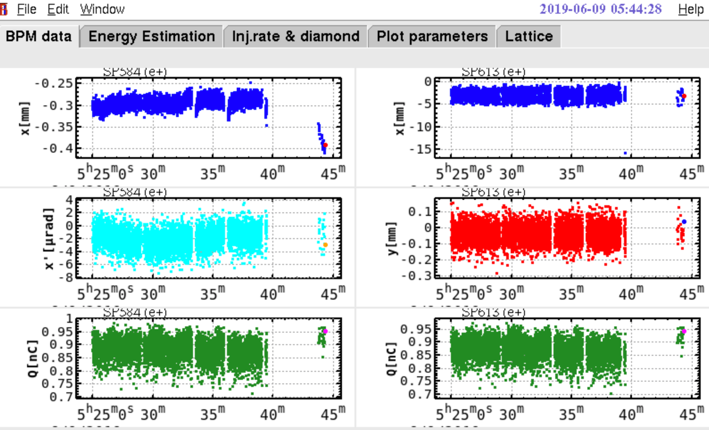 File Edit Window 2019-06-09 05:44:28 Help
BPM data Energy Estimation Inj.rate & diamond Plot parameters Lattice
SP584 (e+) SP613 (e+)
x[mm] -0.25 -0.3 -0.35 -0.4
x[mm] 0 -5 -10 -15
5h25m0s 30m 35m 40m 45m
5h25m0s 30m 35m 40m 45m
SP584 (e+) SP613 (e+)
x'[μrad] 4 2 0 -2 -4 -6 -8
y[mm] 0.1 0 -0.1 -0.2 -0.3
5h25m0s 30m 35m 40m 45m
5h25m0s 30m 35m 40m 45m
SP584 (e+) SP613 (e+)
Q[nC] 1 0.95 0.9 0.85 0.8 0.75 0.7
Q[nC] 0.95 0.9 0.85 0.8 0.75 0.7
5h25m0s 30m 35m 40m 45m
5h25m0s 30m 35m 40m 45m